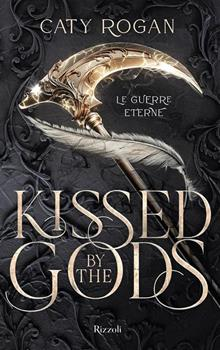 CATY ROGAN
LE GUERRE
ETERNE
KISSED
BY THE
GODS
Rizzoli